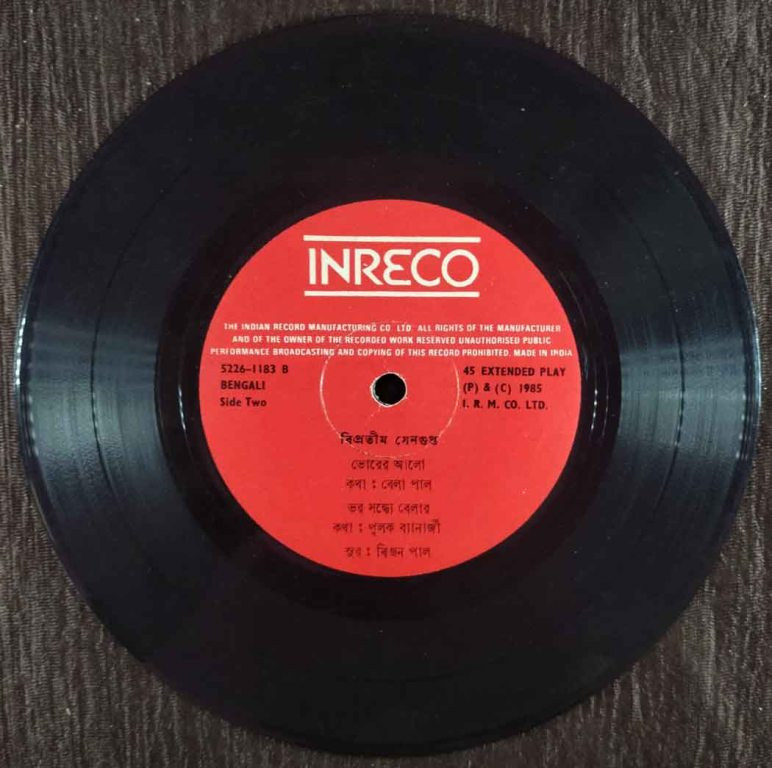 INRECO
THE INDIAN RECORD MANUFACTURING CO. LTD. ALL RIGHTS OF THE MANUFACTURER
AND OF THE OWNER OF THE RECORDED WORK RESERVED UNAUTHORISED PUBLIC
PERFORMANCE BROADCASTING AND COPYING OF THIS RECORD PROHIBITED. MADE IN INDIA
5226-1183 B
BENGALI
Side Two
45 EXTENDED PLAY
(P) & (C) 1985
I. R. M. CO. LTD.
বিপ্রতীম সেনগুপ্ত
ভোরের আলো
কথা : বেলা পাল
ভর সন্ধ্যে বেলার
কথা : পুলক ব্যানার্জী
সুর : বিজন পাল